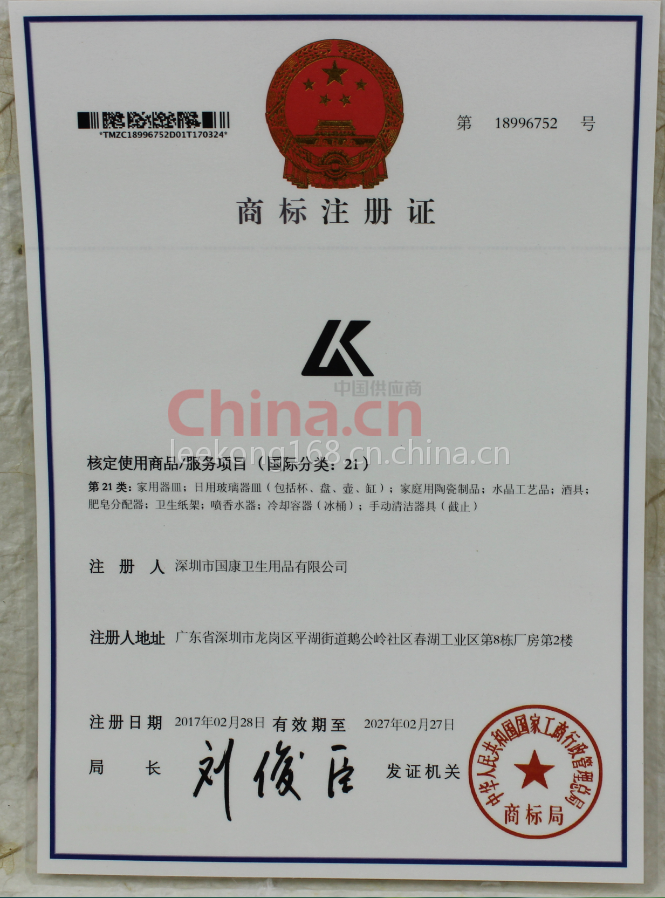 *TMZC18996752D01T170324*
第 18996752 号
商标注册证
LK
中国供应商
China.cn
leekong168.cn.china.cn
核定使用商品/服务项目（国际分类：21）
第21类：家用器皿；日用玻璃器皿（包括杯、盘、壶、缸）；家庭用陶瓷制品；水晶工艺品；酒具；
肥皂分配器；卫生纸架；喷香水器；冷却容器（冰桶）；手动清洁器具（截止）
注册人 深圳市国康卫生用品有限公司
注册人地址 广东省深圳市龙岗区平湖街道鹅公岭社区春湖工业区第8栋厂房第2楼
注册日期 2017年02月28日 有效期至 2027年02月27日
局长 刘俊臣 发证机关
中华人民共和国国家工商行政管理总局
商标局